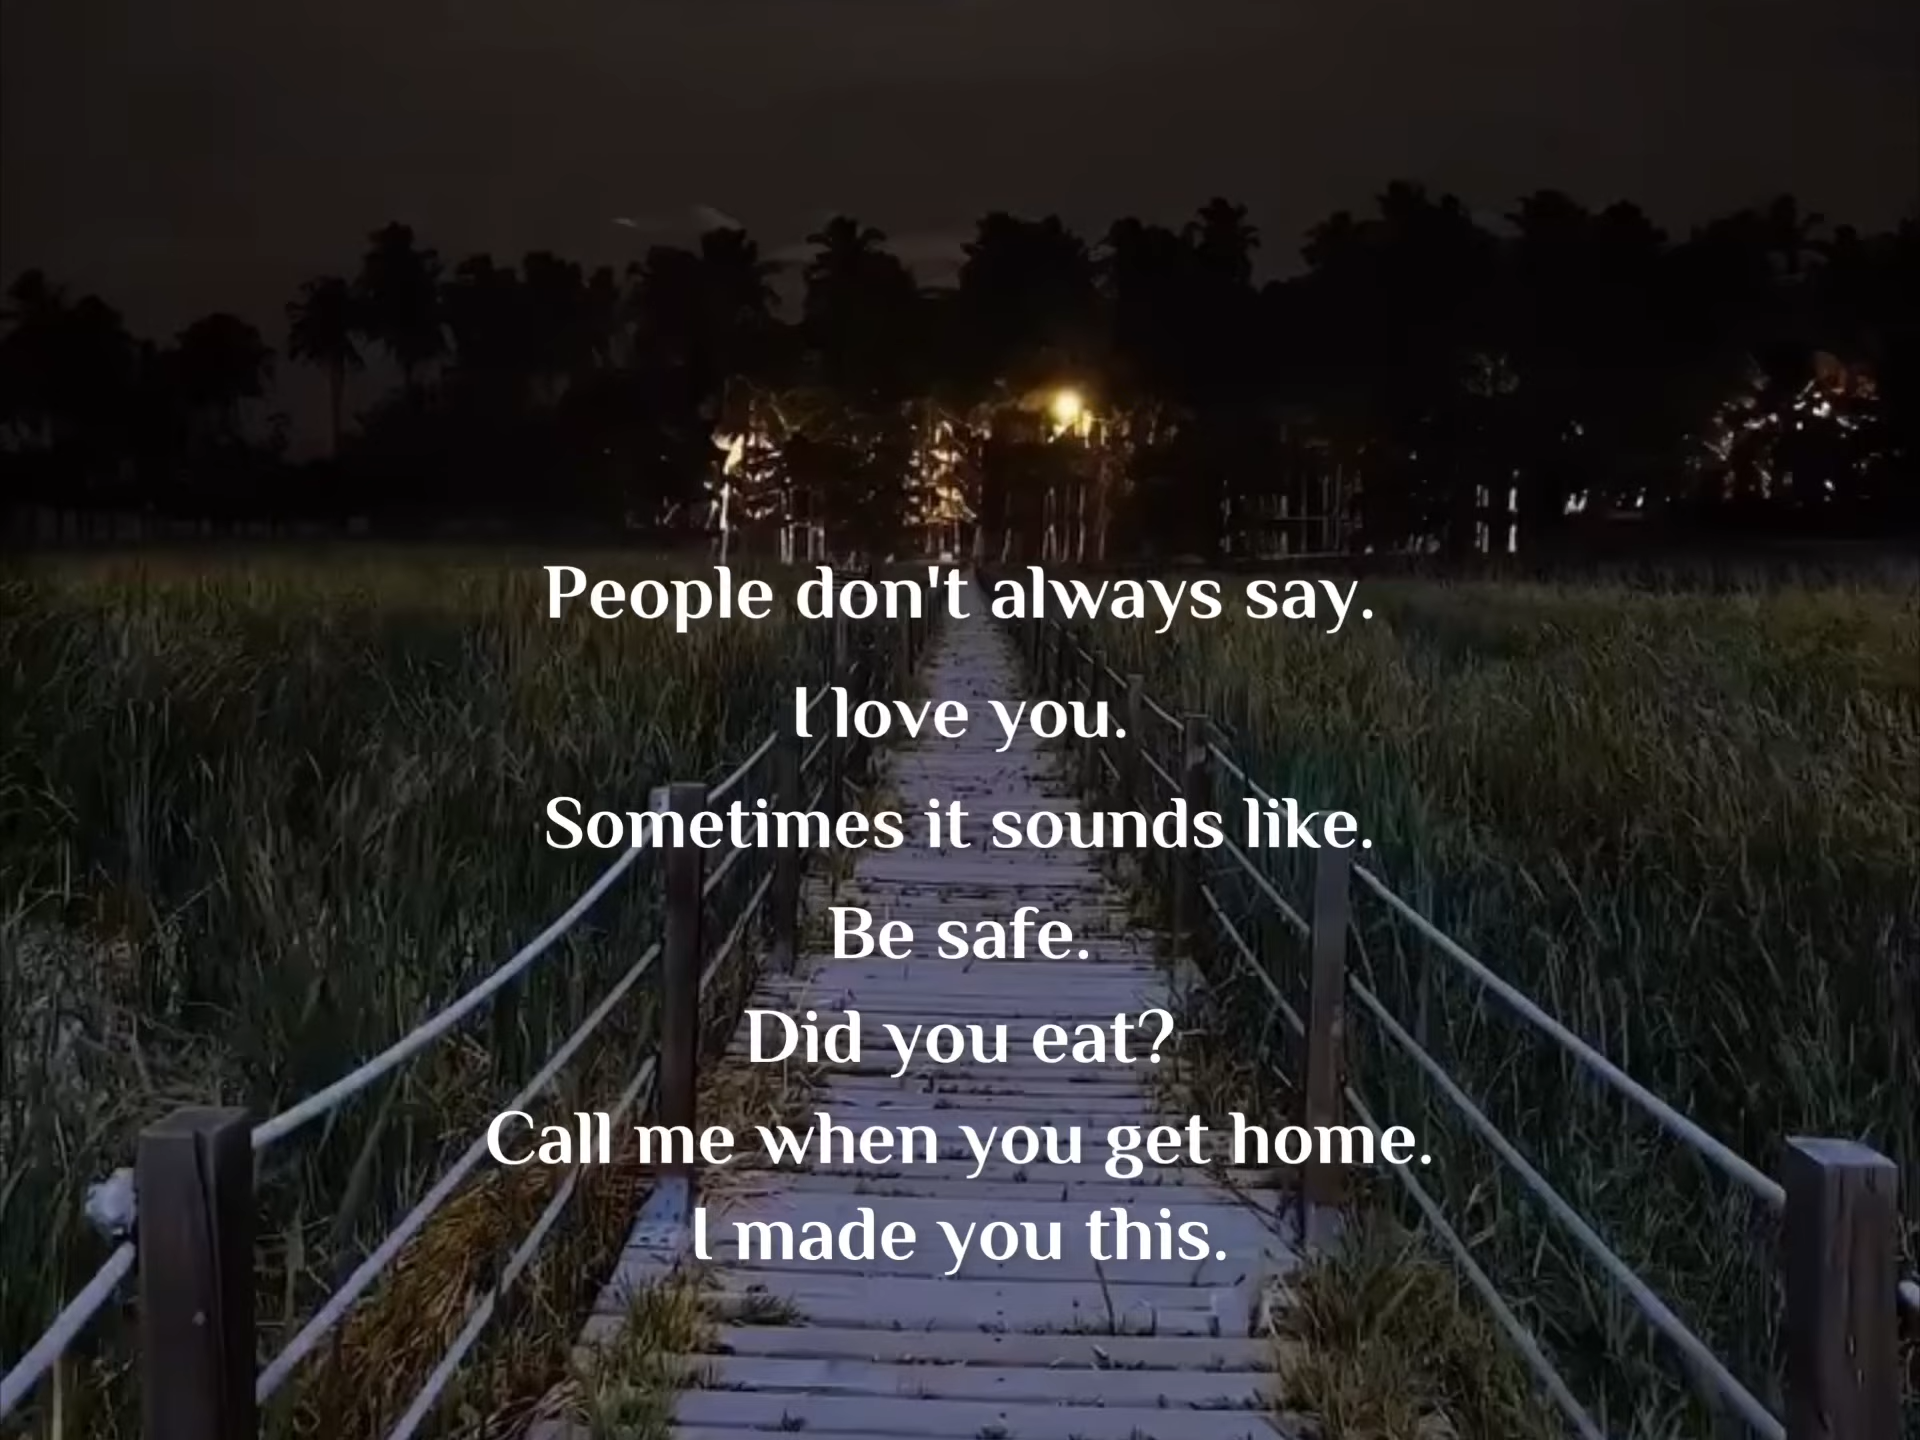 People don't always say.
I love you.
Sometimes it sounds like.
Be safe.
Did you eat?
Call me when you get home.
I made you this.